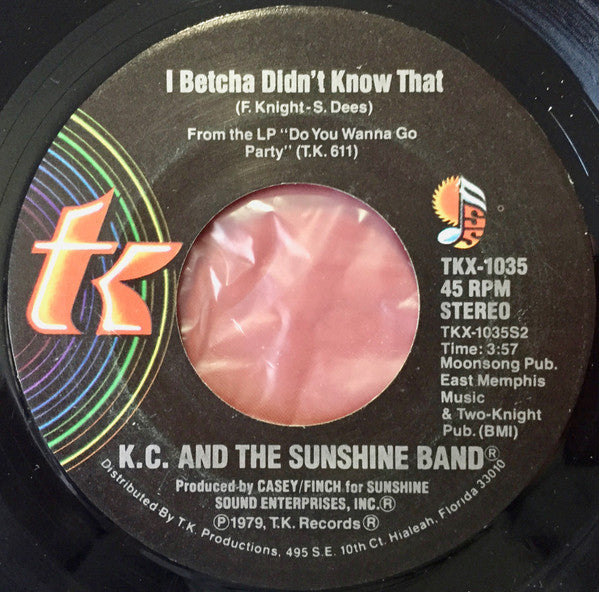 I Betcha Didn't Know That
(F. Knight-S. Dees)
From the LP "Do You Wanna Go
Party" (T.K. 611)
tk
TKX-1035
45 RPM
STEREO
TKX-1035S2
Time: 3:57
Moonsong Pub.
East Memphis
Music
& Two-Knight
Pub. (BMI)
K.C. AND THE SUNSHINE BAND®
Produced by CASEY/FINCH for SUNSHINE
SOUND ENTERPRISES, INC.®
℗1979, T.K. Records®
Distributed By T.K. Productions, 495 S.E. 10th Ct. Hialeah, Florida 33010